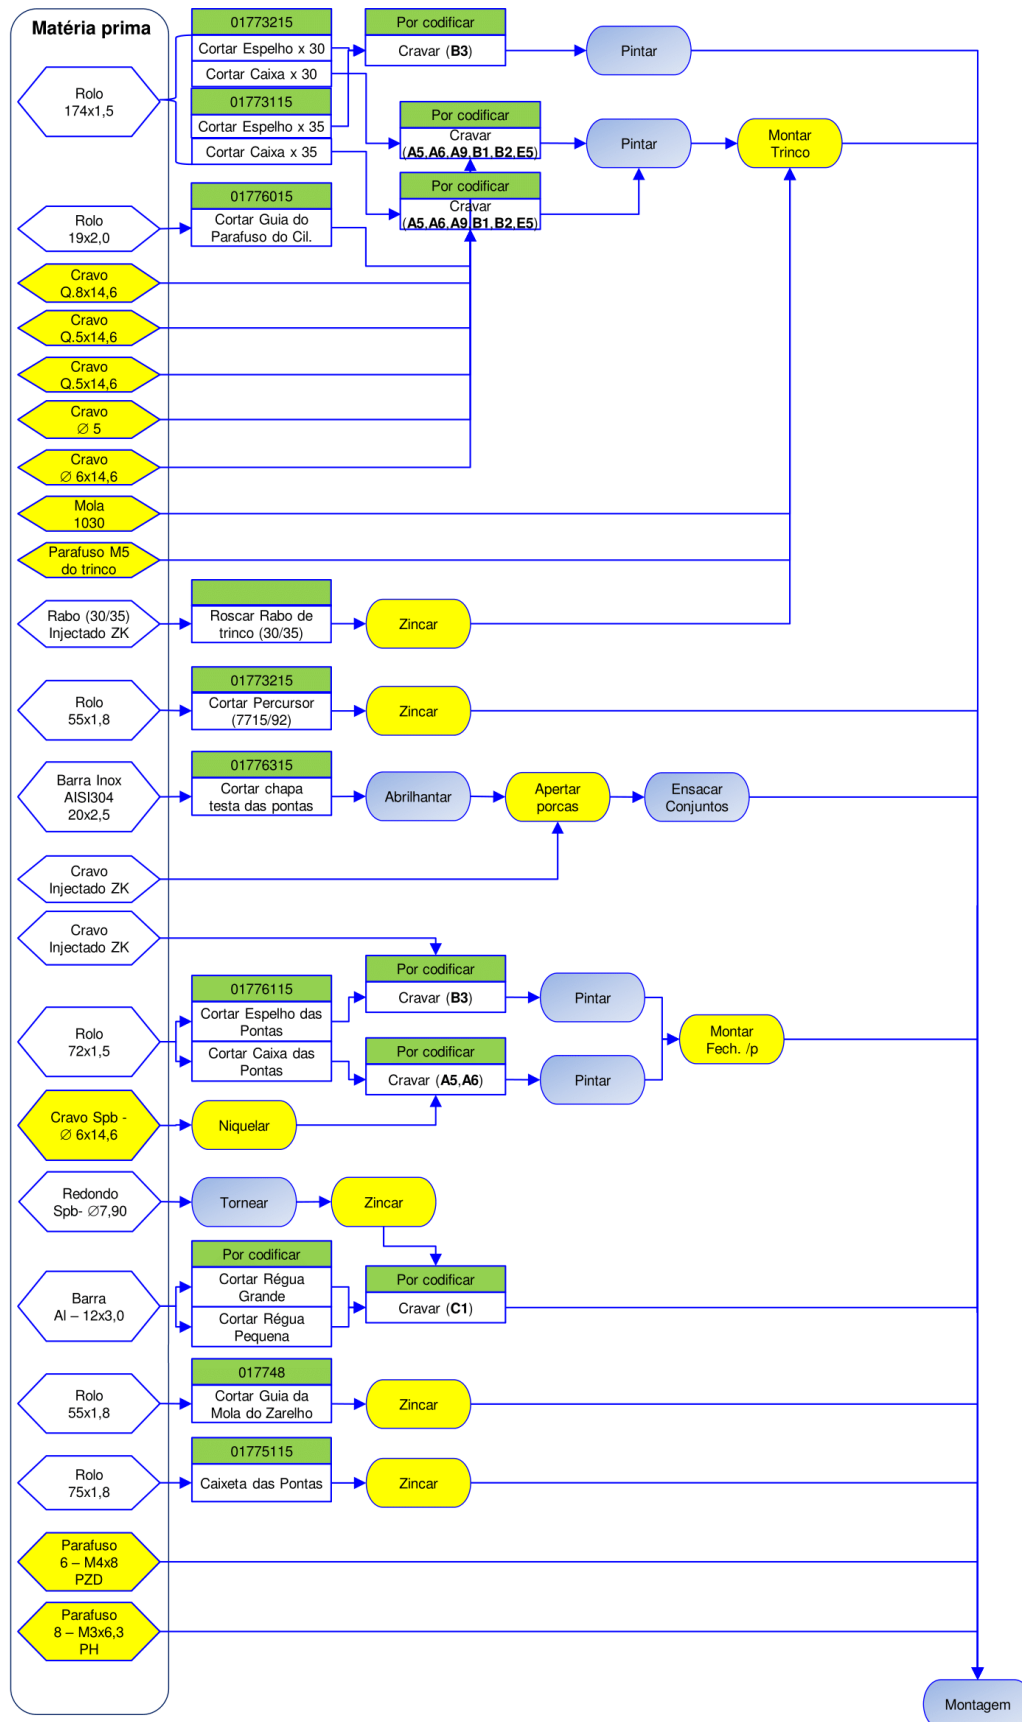 Matéria prima
Rolo
174x1,5
01773215
Cortar Espelho x 30
Cortar Caixa x 30
01773115
Cortar Espelho x 35
Cortar Caixa x 35
Por codificar
Cravar (B3)
Pintar
Por codificar
Cravar
(A5,A6,A9,B1,B2,E5)
Pintar
Montar
Trinco
Por codificar
Cravar
(A5,A6,A9,B1,B2,E5)
Rolo
19x2,0
01776015
Cortar Guia do
Parafuso do Cil.
Cravo
Q.8x14,6
Cravo
Q.5x14,6
Cravo
Q.5x14,6
Cravo
∅ 5
Cravo
∅ 6x14,6
Mola
1030
Parafuso M5
do trinco
Rabo (30/35)
Injectado ZK
Roscar Rabo de
trinco (30/35)
Zincar
Rolo
55x1,8
01773215
Cortar Percursor
(7715/92)
Zincar
Barra Inox
AISI304
20x2,5
01776315
Cortar chapa
testa das pontas
Abrilhantar
Apertar
porcas
Ensacar
Conjuntos
Cravo
Injectado ZK
Cravo
Injectado ZK
Rolo
72x1,5
01776115
Cortar Espelho das
Pontas
Cortar Caixa das
Pontas
Por codificar
Cravar (B3)
Pintar
Por codificar
Cravar (A5,A6)
Pintar
Montar
Fech. /p
Cravo Spb -
∅ 6x14,6
Niquelar
Redondo
Spb- ∅7,90
Tornear
Zincar
Barra
Al – 12x3,0
Por codificar
Cortar Régua
Grande
Cortar Régua
Pequena
Por codificar
Cravar (C1)
Rolo
55x1,8
017748
Cortar Guia da
Mola do Zarelho
Zincar
Rolo
75x1,8
01775115
Caixeta das Pontas
Zincar
Parafuso
6 – M4x8
PZD
Parafuso
8 – M3x6,3
PH
Montagem